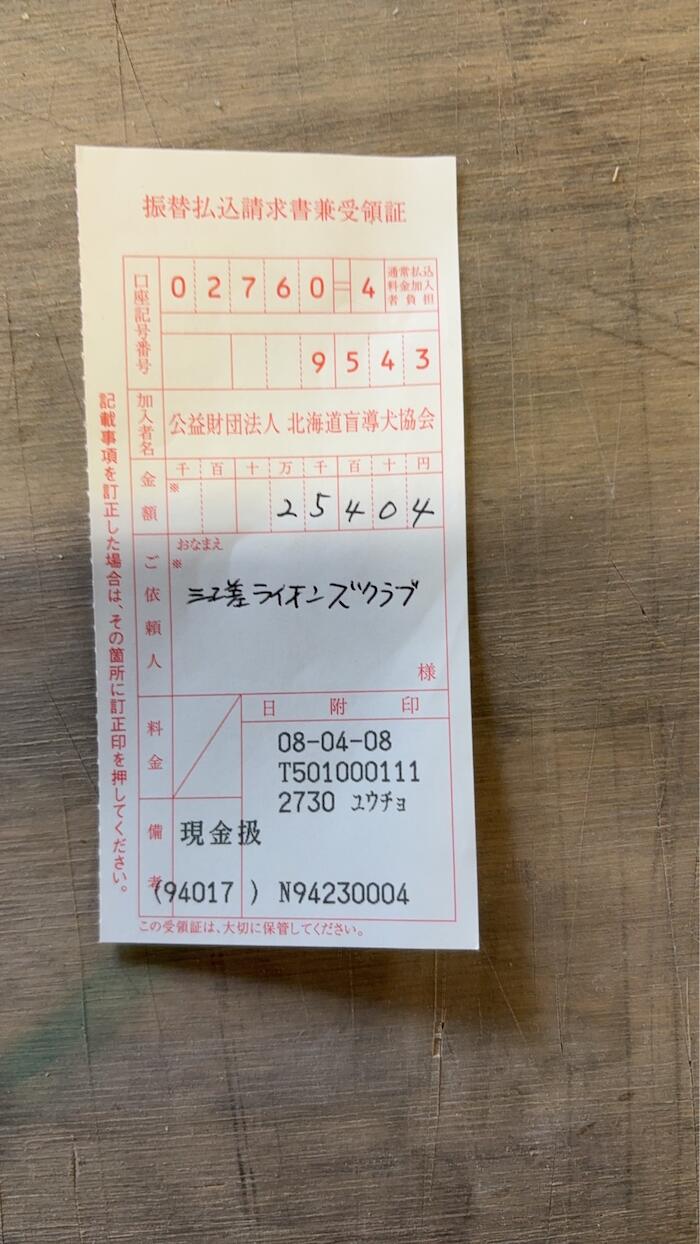 振替払込請求書兼受領証
口座記号番号
02760=4
通常払込
料金加入
者負担
9543
加入者名
公益財団法人 北海道盲導犬協会
金額
千百十万千百十円
※
25404
ご依頼人
おなまえ
※
江差ライオンズクラブ
様
料金
日附印
08-04-08
T501000111
2730 ユウチョ
備考
現金扱
(94017 ) N94230004
記載事項を訂正した場合は、その箇所に訂正印を押してください。
この受領証は、大切に保管してください。